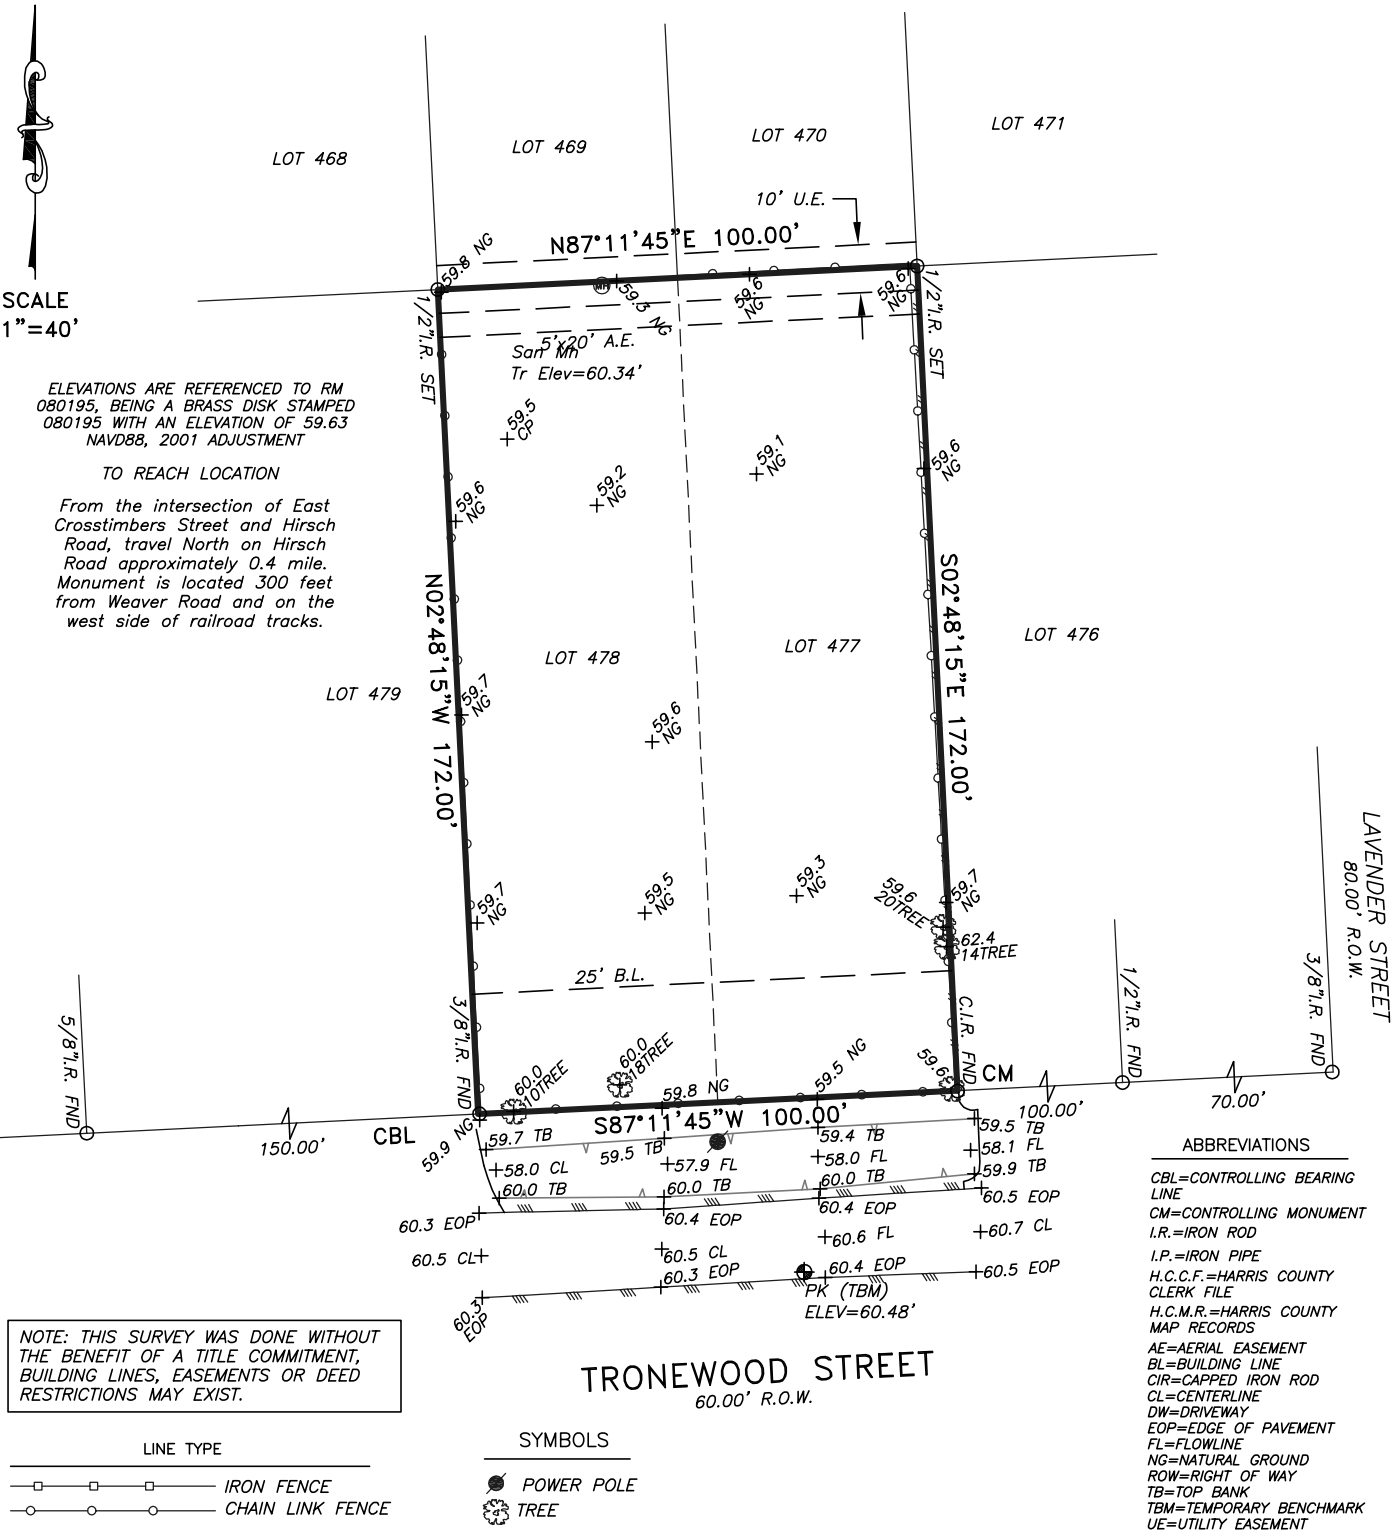 LOT 468
LOT 469
LOT 470
LOT 471
10' U.E.
N87°11'45"E 100.00'
59.8 NG
59.3 NG
59.6
NG
59.6
NG
SCALE
1"=40'
1/2"I.R. SET
1/2"I.R. SET
MH
5'x20' A.E.
San Mh
Tr Elev=60.34'
ELEVATIONS ARE REFERENCED TO RM
080195, BEING A BRASS DISK STAMPED
080195 WITH AN ELEVATION OF 59.63
NAVD88, 2001 ADJUSTMENT
TO REACH LOCATION
From the intersection of East
Crosstimbers Street and Hirsch
Road, travel North on Hirsch
Road approximately 0.4 mile.
Monument is located 300 feet
from Weaver Road and on the
west side of railroad tracks.
59.5
CP
59.2
NG
59.1
NG
59.6
NG
59.6
NG
N02°48'15"W 172.00'
S02°48'15"E 172.00'
LOT 479
LOT 478
LOT 477
LOT 476
59.7
NG
59.6
NG
59.7
NG
59.5
NG
59.3
NG
59.6
20TREE
59.7
NG
62.4
14TREE
LAVENDER STREET
80.00' R.O.W.
25' B.L.
5/8"I.R. FND
3/8"I.R. FND
C.I.R. FND
1/2"I.R. FND
3/8"I.R. FND
60.0
10TREE
60.0
18TREE
59.8 NG
59.5 NG
59.6
CM
S87°11'45"W 100.00'
150.00'
CBL
100.00'
70.00'
59.9 NG
59.7 TB
59.5 TB
59.4 TB
59.5 TB
58.0 CL
57.9 FL
58.0 FL
58.1 FL
60.0 TB
60.0 TB
60.0 TB
59.9 TB
60.3 EOP
60.4 EOP
60.4 EOP
60.5 EOP
60.5 CL
60.5 CL
60.6 FL
60.7 CL
60.3
EOP
60.3 EOP
60.4 EOP
60.5 EOP
PK (TBM)
ELEV=60.48'
TRONEWOOD STREET
60.00' R.O.W.
NOTE: THIS SURVEY WAS DONE WITHOUT
THE BENEFIT OF A TITLE COMMITMENT,
BUILDING LINES, EASEMENTS OR DEED
RESTRICTIONS MAY EXIST.
LINE TYPE
IRON FENCE
CHAIN LINK FENCE
SYMBOLS
POWER POLE
TREE
ABBREVIATIONS
CBL=CONTROLLING BEARING
LINE
CM=CONTROLLING MONUMENT
I.R.=IRON ROD
I.P.=IRON PIPE
H.C.C.F.=HARRIS COUNTY
CLERK FILE
H.C.M.R.=HARRIS COUNTY
MAP RECORDS
AE=AERIAL EASEMENT
BL=BUILDING LINE
CIR=CAPPED IRON ROD
CL=CENTERLINE
DW=DRIVEWAY
EOP=EDGE OF PAVEMENT
FL=FLOWLINE
NG=NATURAL GROUND
ROW=RIGHT OF WAY
TB=TOP BANK
TBM=TEMPORARY BENCHMARK
UE=UTILITY EASEMENT